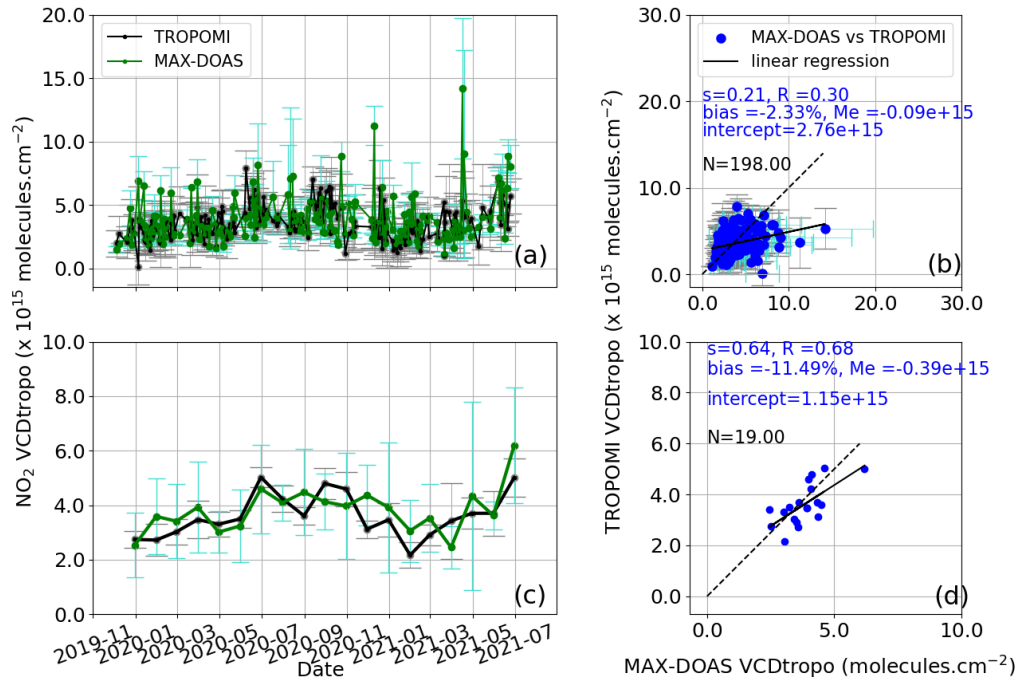 NO2 VCDtropo (x 10^15 molecules.cm^−2)
20.0
15.0
10.0
5.0
0.0
TROPOMI
MAX-DOAS
(a)
10.0
8.0
6.0
4.0
2.0
0.0
(c)
2019-11
2020-01
2020-03
2020-05
2020-07
2020-09
2020-11
2021-01
2021-03
2021-05
2021-07
Date
TROPOMI VCDtropo (x 10^15 molecules.cm^−2)
30.0
20.0
10.0
0.0
MAX-DOAS vs TROPOMI
linear regression
s=0.21, R =0.30
bias =-2.33%, Me =-0.09e+15
intercept=2.76e+15
N=198.00
(b)
0.0 10.0 20.0 30.0
10.0
8.0
6.0
4.0
2.0
0.0
s=0.64, R =0.68
bias =-11.49%, Me =-0.39e+15
intercept=1.15e+15
N=19.00
(d)
0.0 5.0 10.0
MAX-DOAS VCDtropo (molecules.cm^−2)